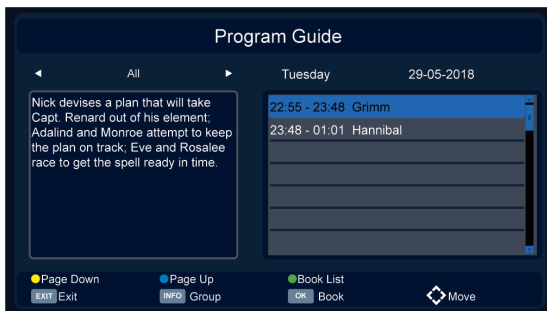 Program Guide
All
Tuesday 29-05-2018
Nick devises a plan that will take
Capt. Renard out of his element;
Adalind and Monroe attempt to keep
the plan on track; Eve and Rosalee
race to get the spell ready in time.
22:55 - 23:48 Grimm
23:48 - 01:01 Hannibal
Page Down Page Up Book List
EXIT Exit INFO Group OK Book Move